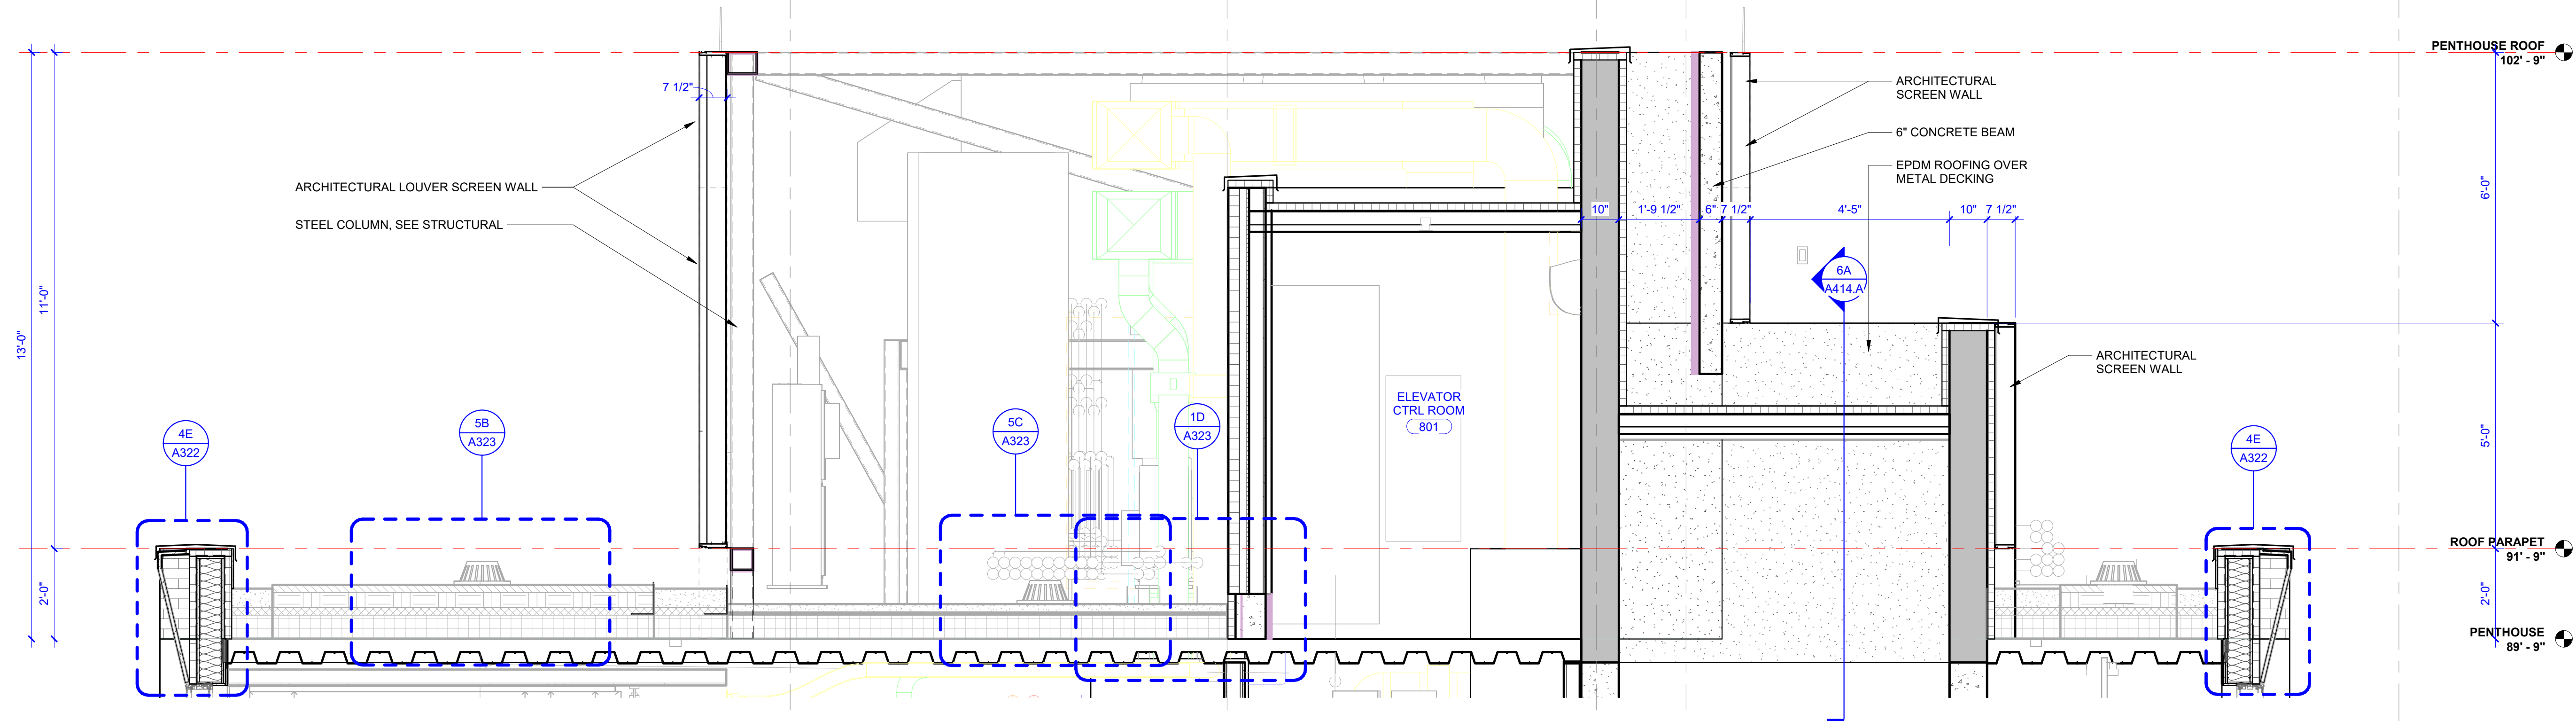 PENTHOUSE ROOF
102' - 9"
7 1/2"
ARCHITECTURAL
SCREEN WALL
6" CONCRETE BEAM
EPDM ROOFING OVER
METAL DECKING
ARCHITECTURAL LOUVER SCREEN WALL
STEEL COLUMN, SEE STRUCTURAL
10"
1'-9 1/2"
6"
7 1/2"
4'-5"
10"
7 1/2"
6'-0"
6A
A414.A
11'-0"
13'-0"
ARCHITECTURAL
SCREEN WALL
ELEVATOR
CTRL ROOM
801
4E
A322
5B
A323
5C
A323
1D
A323
4E
A322
5'-0"
ROOF PARAPET
91' - 9"
2'-0"
2'-0"
PENTHOUSE
89' - 9"